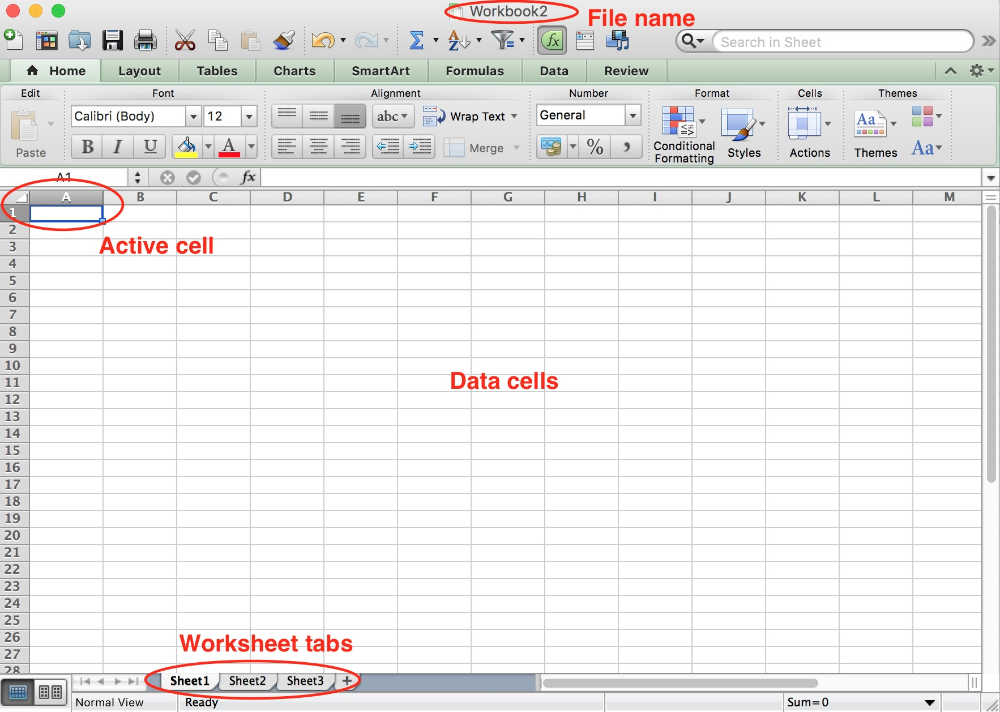 Workbook2
File name
Search in Sheet
Home Layout Tables Charts SmartArt Formulas Data Review
Edit Font Alignment Number Format Cells Themes
Calibri (Body) 12 abc Wrap Text General
Paste B I U A Merge % , Conditional Formatting Styles Actions Themes Aa
A1 fx
A B C D E F G H I J K L M
1
2
Active cell
3
4
5
6
7
8
9
10
Data cells
11
12
13
14
15
16
17
18
19
20
21
22
23
24
25
26
Worksheet tabs
27
28
Sheet1 Sheet2 Sheet3 +
Normal View Ready Sum=0